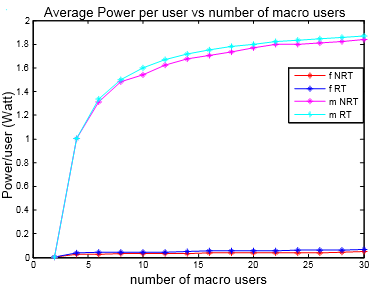 Average Power per user vs number of macro users
2
1.8
1.6
1.4
1.2
1
0.8
0.6
0.4
0.2
0
Power/user (Watt)
f NRT
f RT
m NRT
m RT
0 5 10 15 20 25 30
number of macro users